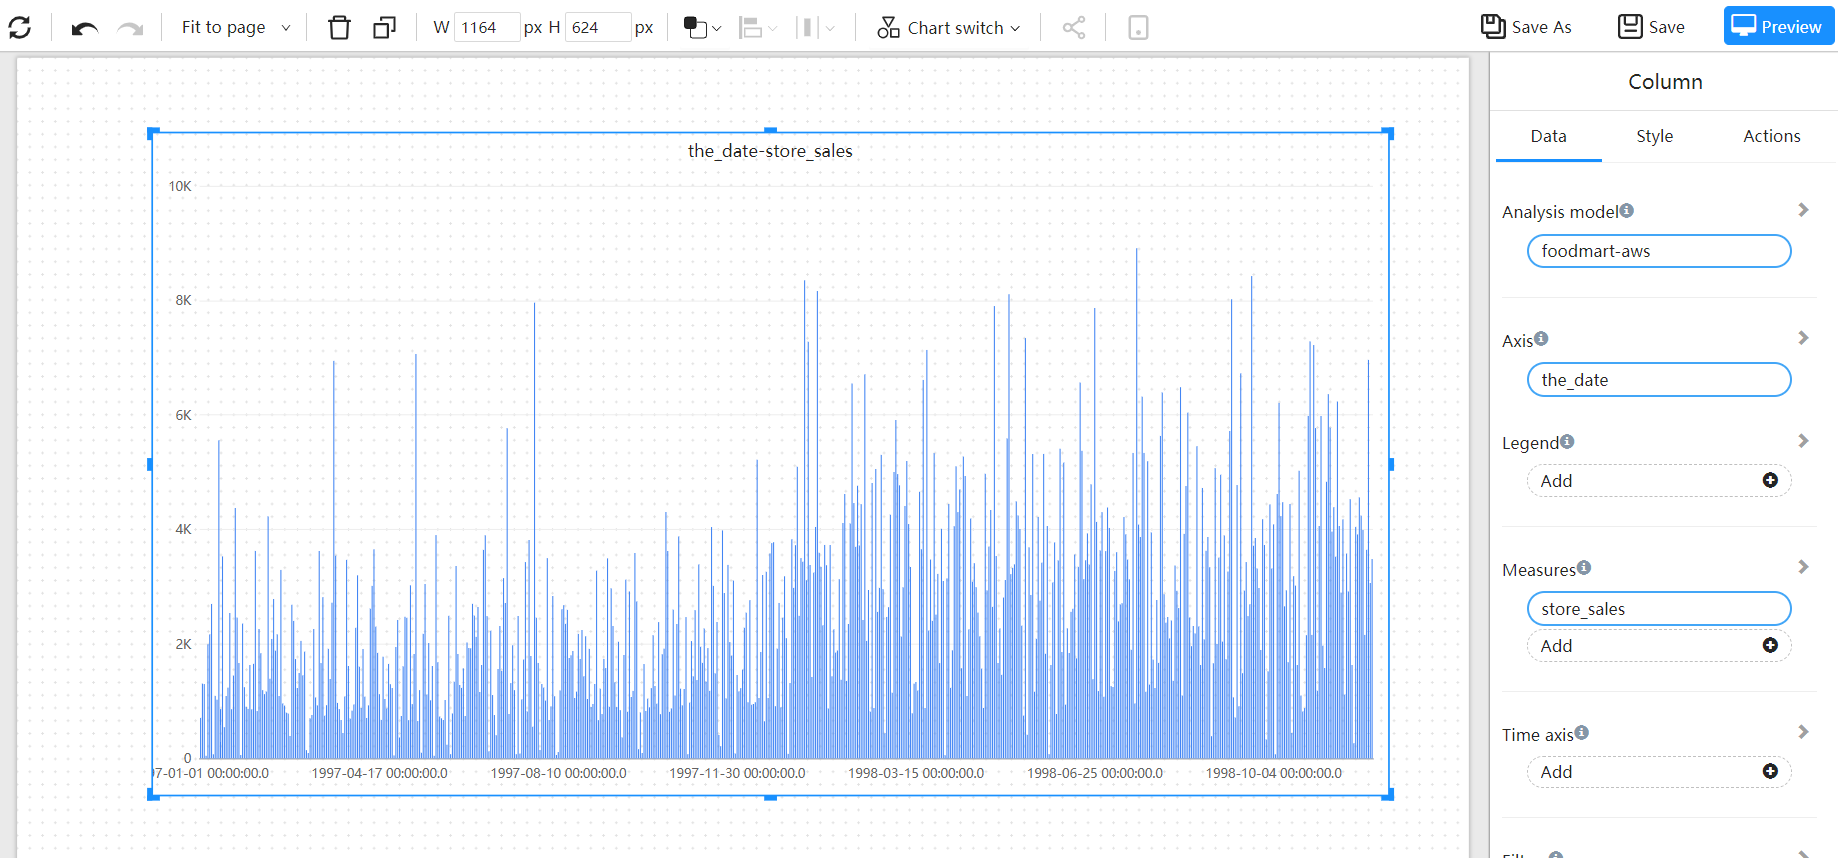 Fit to page W 1164 px H 624 px Chart switch Save As Save Preview
Column
Data Style Actions
the_date-store_sales
10K
8K
6K
4K
2K
0
7-01-01 00:00:00.0 1997-04-17 00:00:00.0 1997-08-10 00:00:00.0 1997-11-30 00:00:00.0 1998-03-15 00:00:00.0 1998-06-25 00:00:00.0 1998-10-04 00:00:00.0
Analysis model
foodmart-aws
Axis
the_date
Legend
Add
Measures
store_sales
Add
Time axis
Add